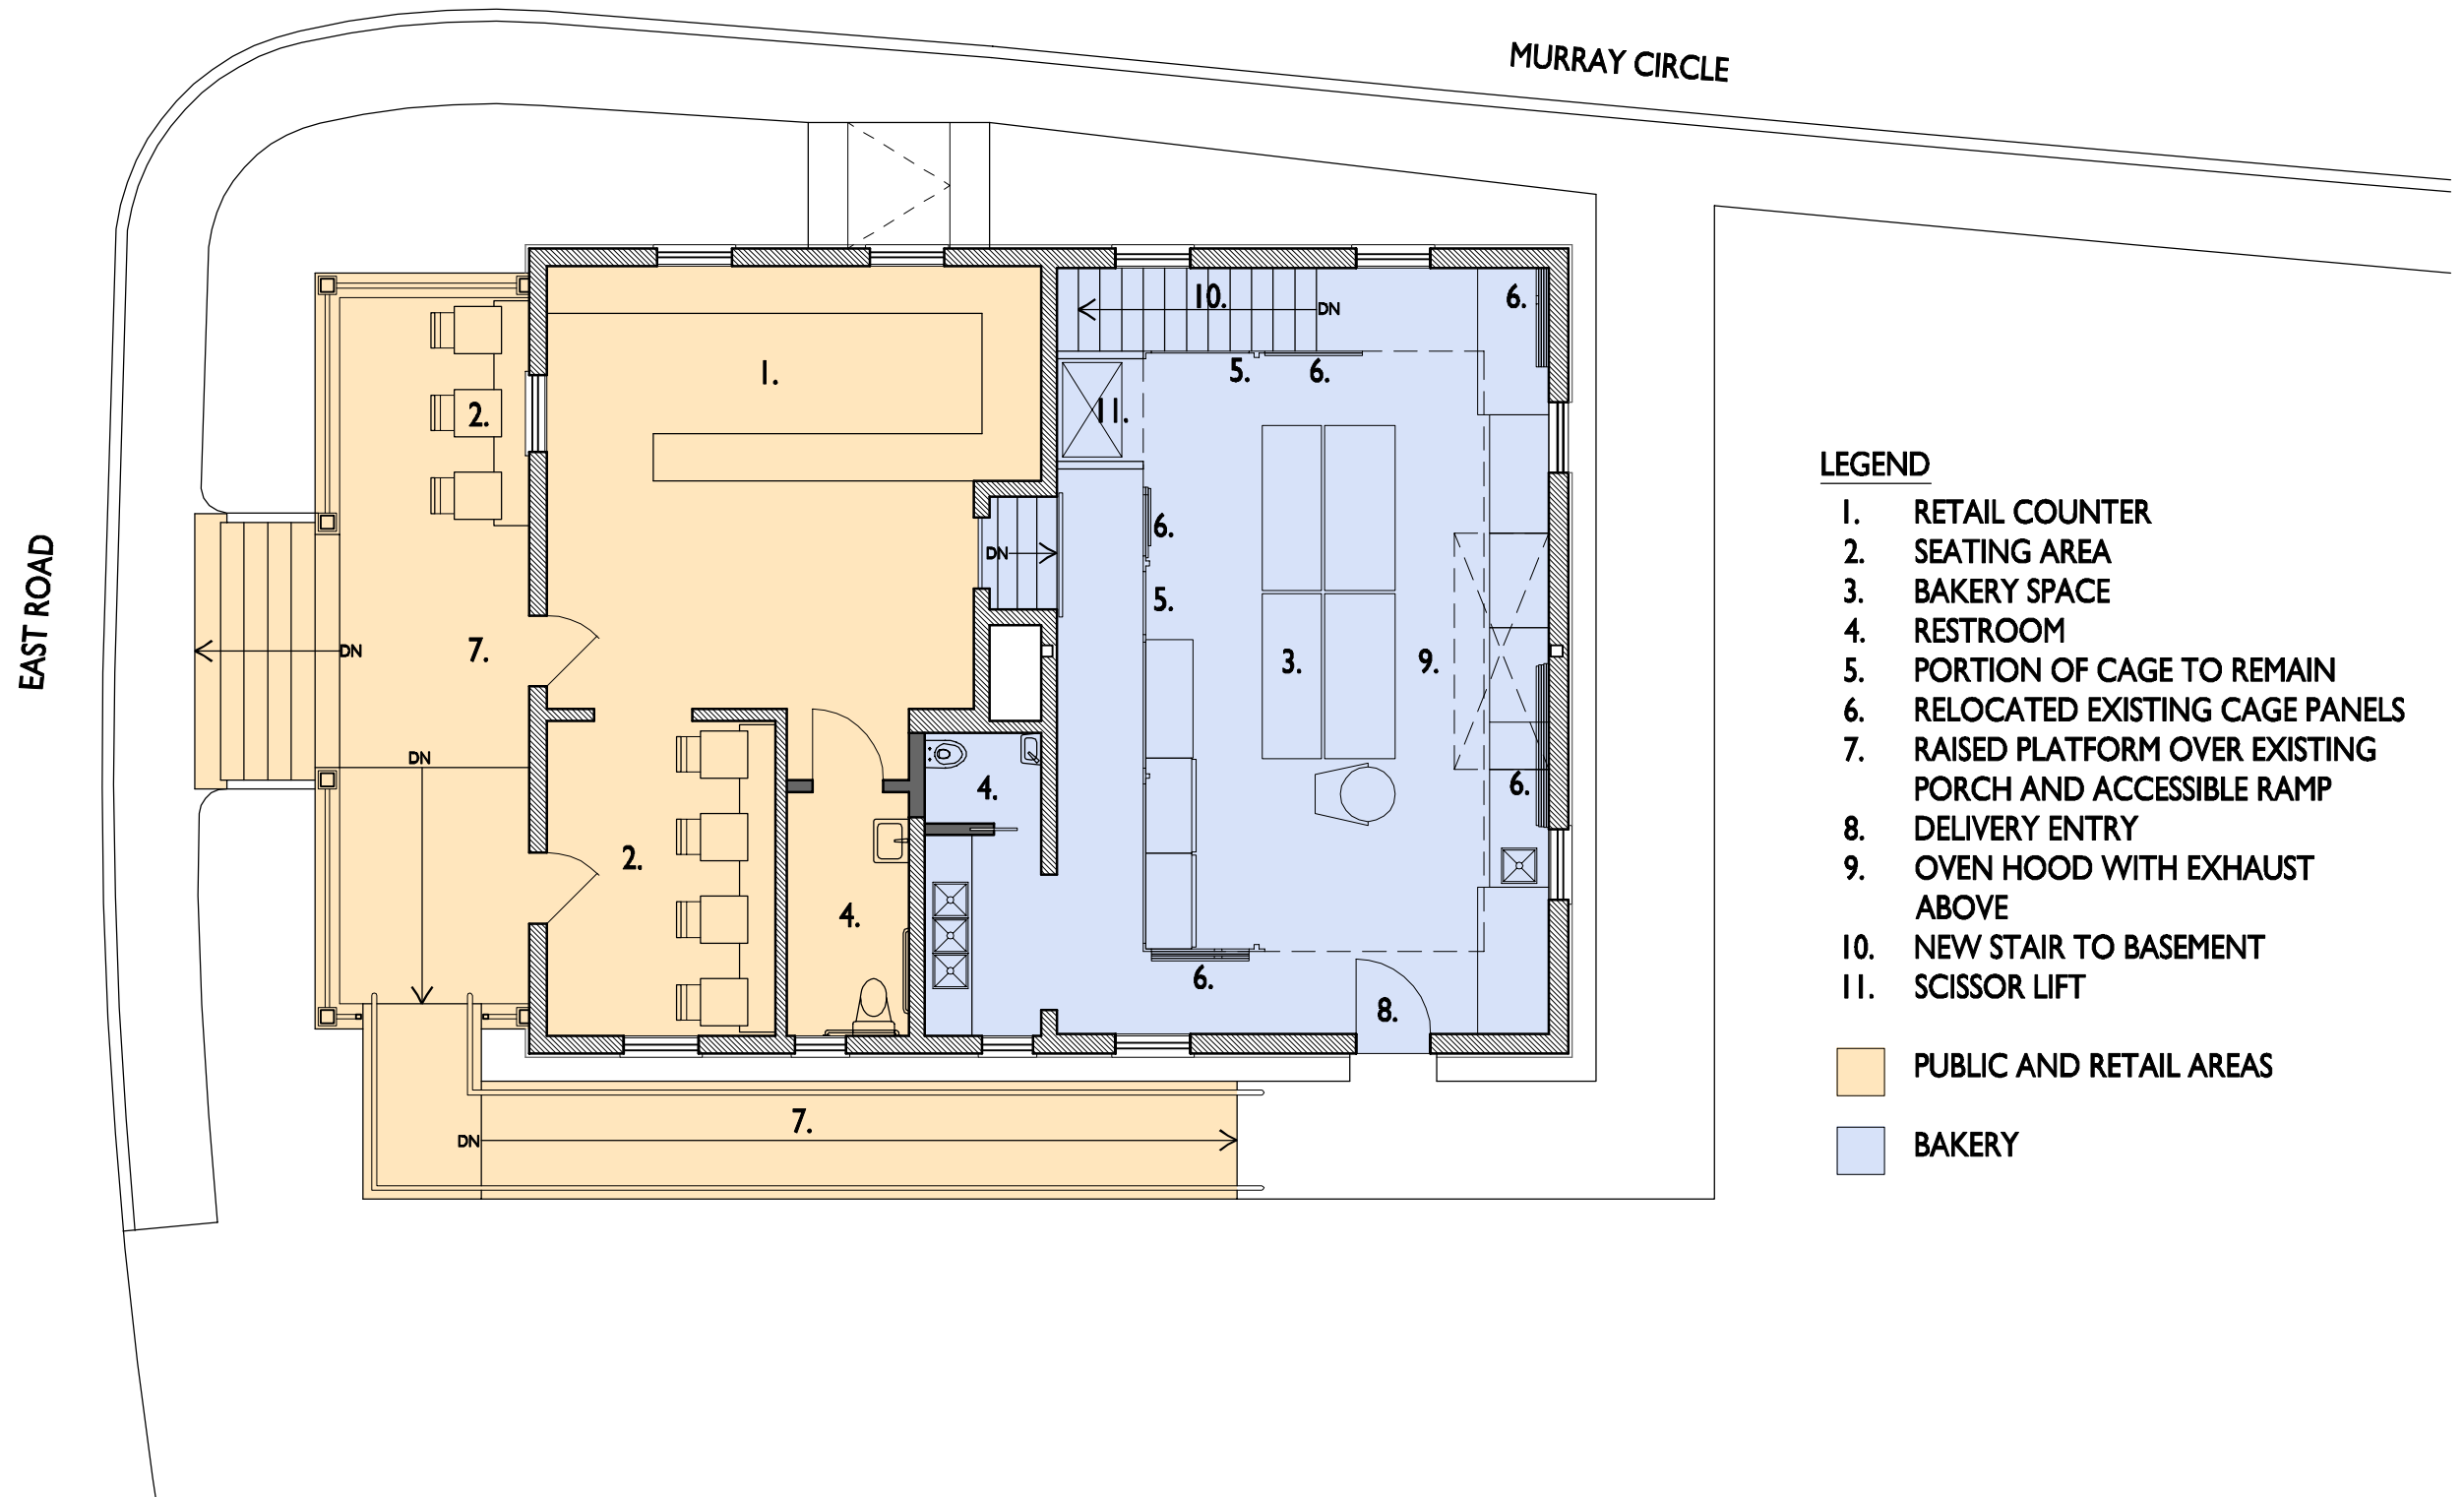 MURRAY CIRCLE
EAST ROAD
10.
DN
6.
1.
5.
6.
2.
11.
6.
DN
5.
7.
DN
3.
9.
DN
4.
6.
2.
4.
6.
8.
7.
DN
LEGEND
1. RETAIL COUNTER
2. SEATING AREA
3. BAKERY SPACE
4. RESTROOM
5. PORTION OF CAGE TO REMAIN
6. RELOCATED EXISTING CAGE PANELS
7. RAISED PLATFORM OVER EXISTING
PORCH AND ACCESSIBLE RAMP
8. DELIVERY ENTRY
9. OVEN HOOD WITH EXHAUST
ABOVE
10. NEW STAIR TO BASEMENT
11. SCISSOR LIFT
PUBLIC AND RETAIL AREAS
BAKERY